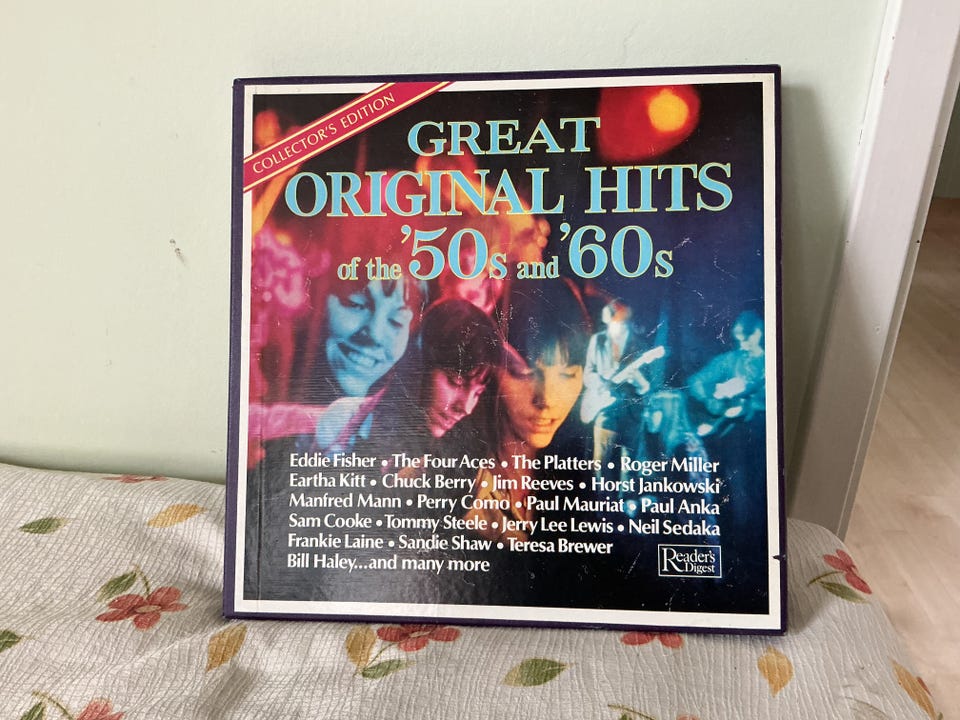 COLLECTOR'S EDITION
GREAT
ORIGINAL HITS
of the '50s and '60s
Eddie Fisher • The Four Aces • The Platters • Roger Miller
Eartha Kitt • Chuck Berry • Jim Reeves • Horst Jankowski
Manfred Mann • Perry Como • Paul Mauriat • Paul Anka
Sam Cooke • Tommy Steele • Jerry Lee Lewis • Neil Sedaka
Frankie Laine • Sandie Shaw • Teresa Brewer
Bill Haley...and many more
Reader's
Digest